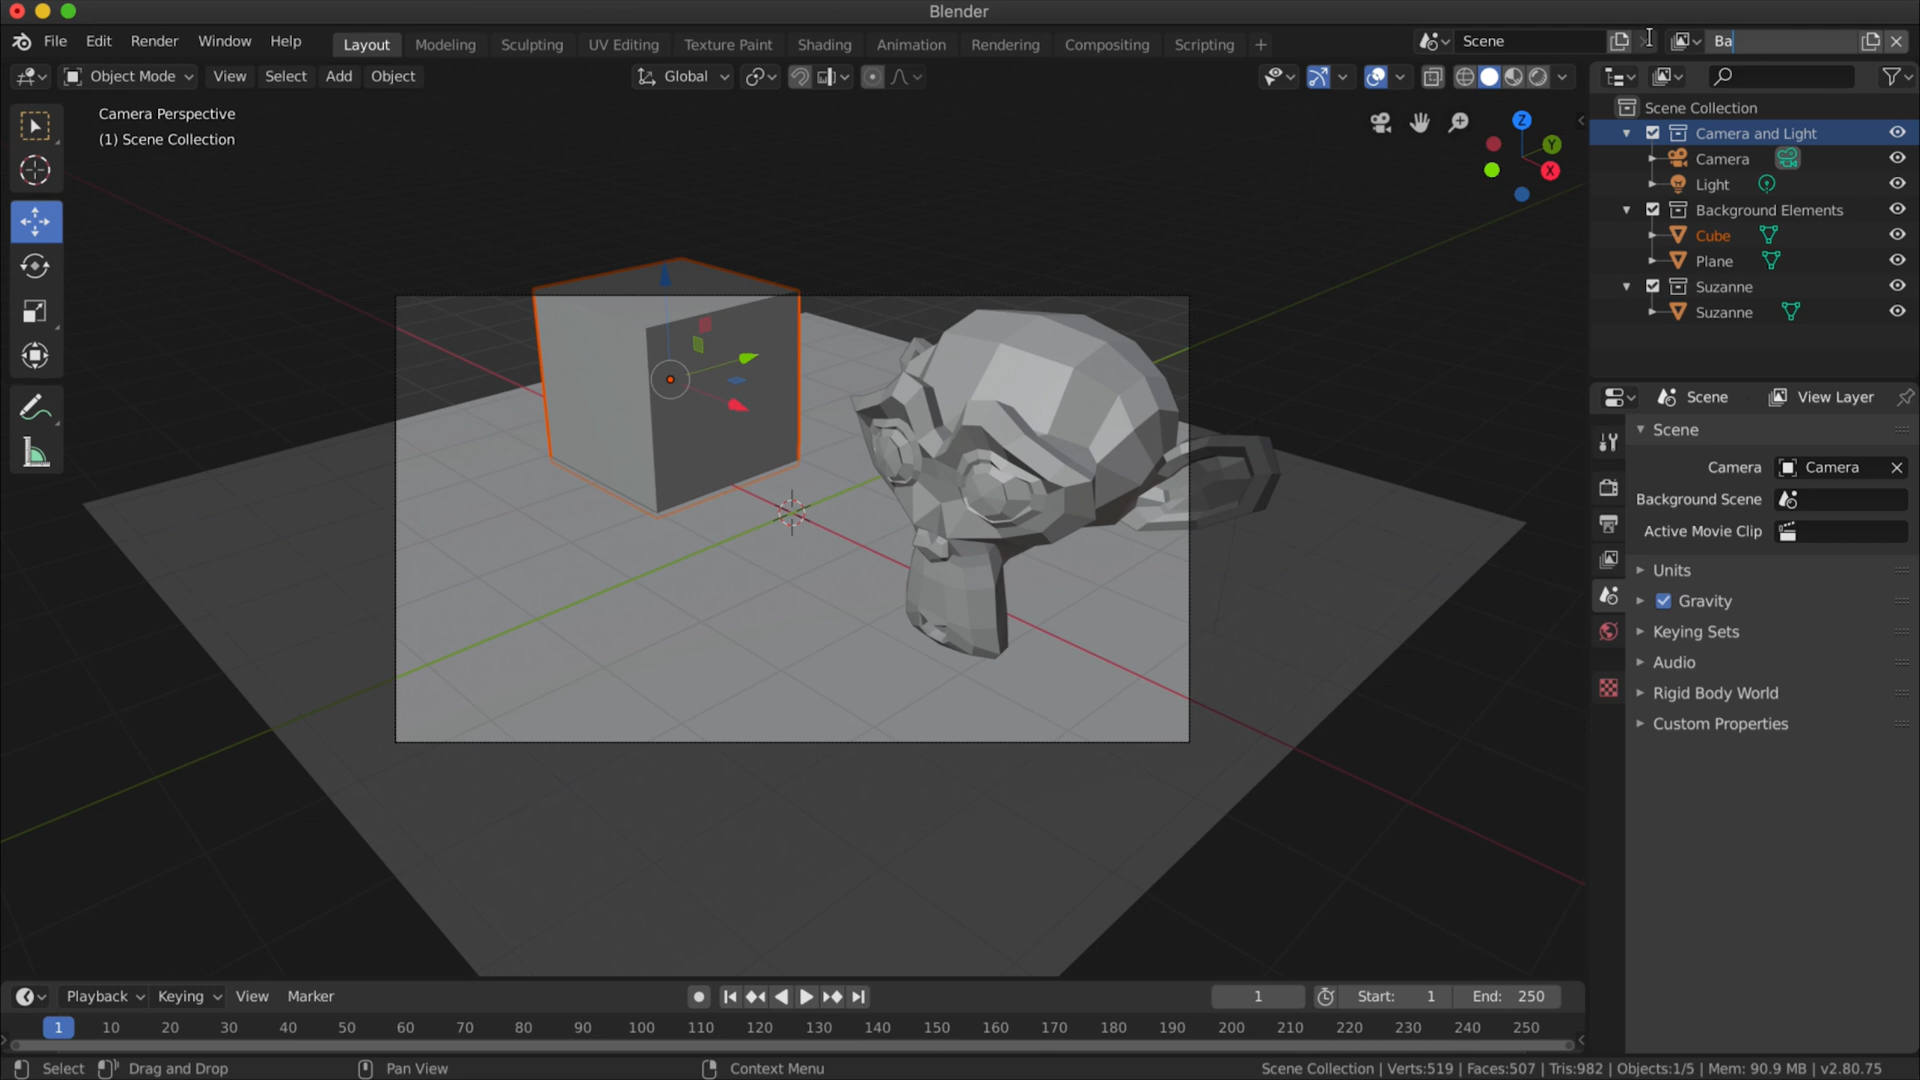 Blender
File Edit Render Window Help Layout Modeling Sculpting UV Editing Texture Paint Shading Animation Rendering Compositing Scripting + Scene Ba
Object Mode View Select Add Object Global
Camera Perspective
(1) Scene Collection
Z
Y
X
Scene Collection
Camera and Light
Camera
Light
Background Elements
Cube
Plane
Suzanne
Suzanne
Scene View Layer
Scene
Camera Camera
Background Scene
Active Movie Clip
Units
Gravity
Keying Sets
Audio
Rigid Body World
Custom Properties
Playback Keying View Marker 1 Start: 1 End: 250
1 10 20 30 40 50 60 70 80 90 100 110 120 130 140 150 160 170 180 190 200 210 220 230 240 250
Select Drag and Drop Pan View Context Menu Scene Collection | Verts:519 | Faces:507 | Tris:982 | Objects:1/5 | Mem: 90.9 MB | v2.80.75